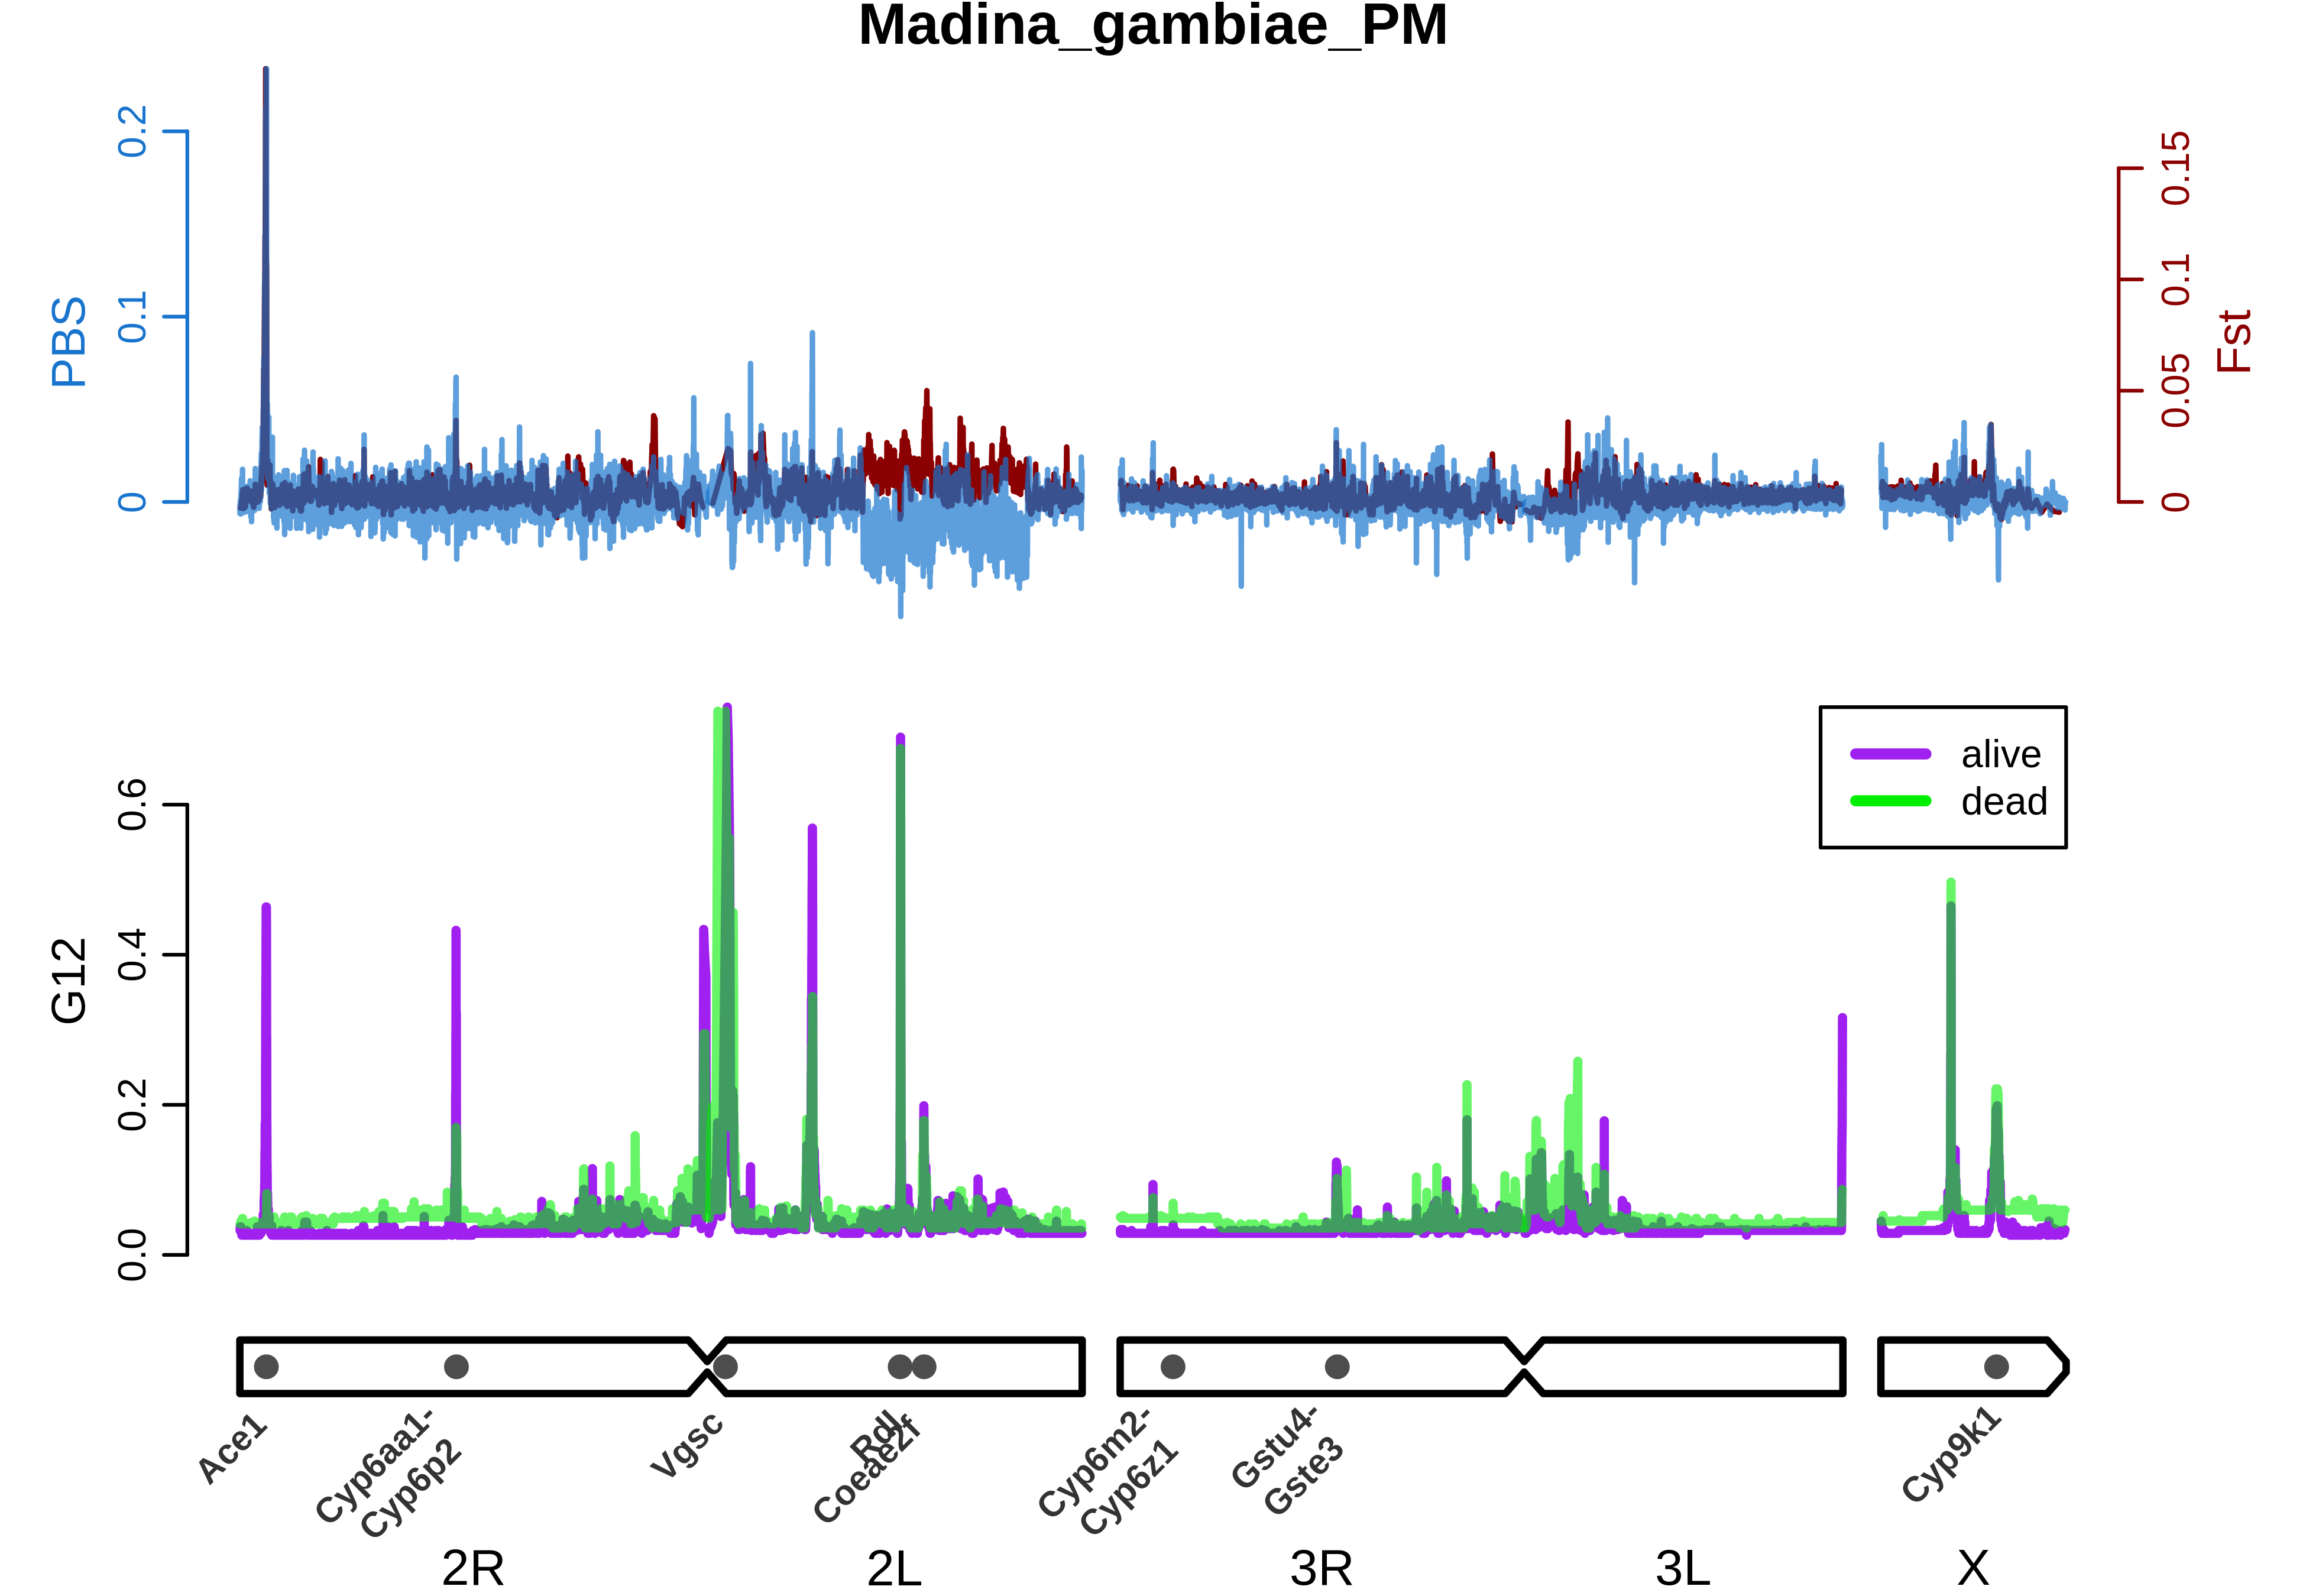 Madina_gambiae_PM
PBS
0
0.1
0.2
Fst
0
0.05
0.1
0.15
G12
0.0
0.2
0.4
0.6
alive
dead
Ace1
Cyp6aa1-
Cyp6p2
Vgsc
Rdl
Coeae2f
Cyp6m2-
Cyp6z1
Gstu4-
Gste3
Cyp9k1
2R
2L
3R
3L
X